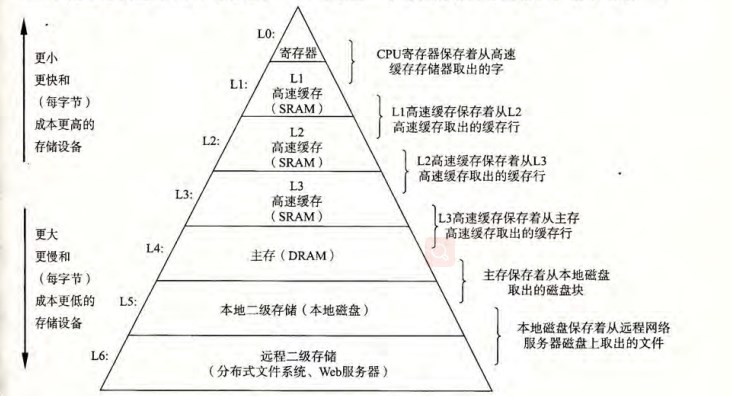 L0:
寄存器
CPU寄存器保存着从高速
缓存存储器取出的字
更小
更快和
（每字节）
成本更高的
存储设备
L1:
L1
高速缓存
（SRAM）
L1高速缓存保存着从L2
高速缓存取出的缓存行
L2:
L2
高速缓存
（SRAM）
L2高速缓存保存着从L3
高速缓存取出的缓存行
L3:
L3
高速缓存
（SRAM）
L3高速缓存保存着从主存
高速缓存取出的缓存行
更大
更慢和
（每字节）
成本更低的
存储设备
L4:
主存（DRAM）
主存保存着从本地磁盘
取出的磁盘块
L5:
本地二级存储（本地磁盘）
本地磁盘保存着从远程网络
服务器磁盘上取出的文件
L6:
远程二级存储
（分布式文件系统、Web服务器）